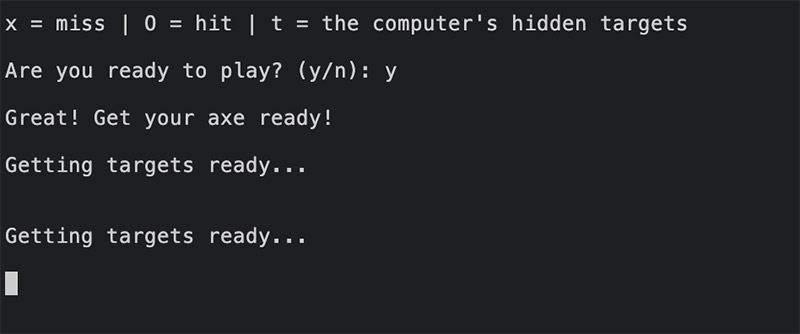 x = miss | O = hit | t = the computer's hidden targets
Are you ready to play? (y/n): y
Great! Get your axe ready!
Getting targets ready...
Getting targets ready...